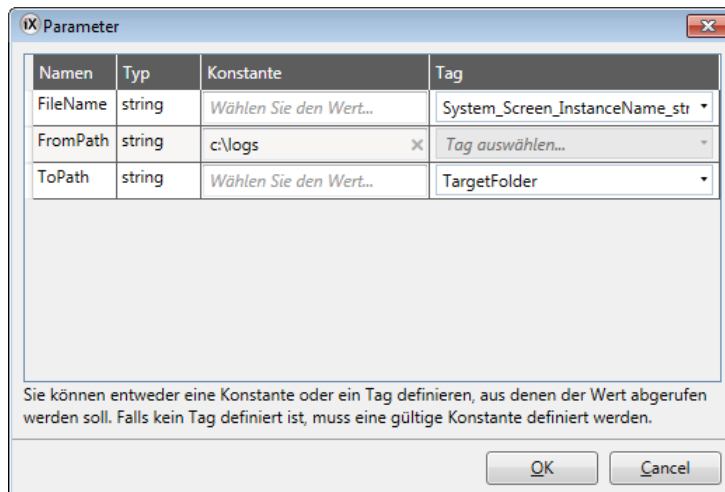 iX Parameter
Namen Typ Konstante Tag
FileName string Wählen Sie den Wert... System_Screen_InstanceName_str
FromPath string c:\logs Tag auswählen...
ToPath string Wählen Sie den Wert... TargetFolder
Sie können entweder eine Konstante oder ein Tag definieren, aus denen der Wert abgerufen
werden soll. Falls kein Tag definiert ist, muss eine gültige Konstante definiert werden.
OK Cancel